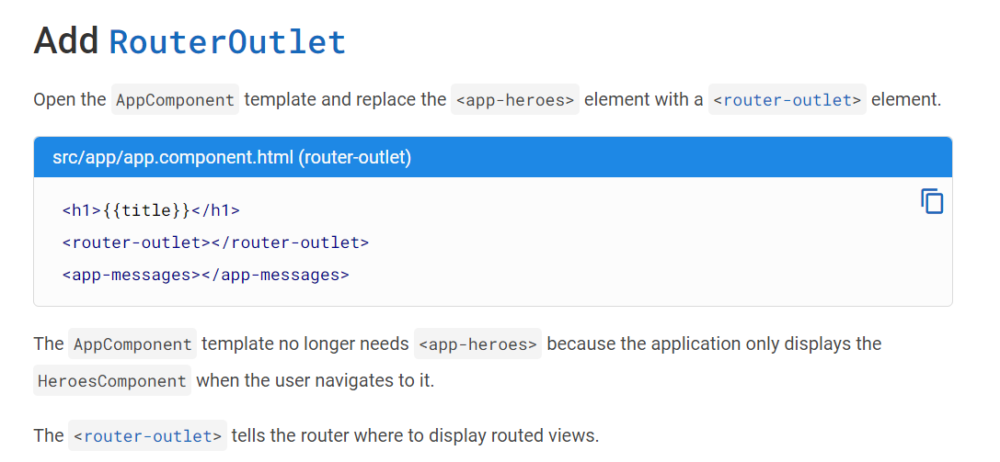 Add RouterOutlet
Open the AppComponent template and replace the <app-heroes> element with a <router-outlet> element.
src/app/app.component.html (router-outlet)
<h1>{{title}}</h1>
<router-outlet></router-outlet>
<app-messages></app-messages>
The AppComponent template no longer needs <app-heroes> because the application only displays the
HeroesComponent when the user navigates to it.
The <router-outlet> tells the router where to display routed views.